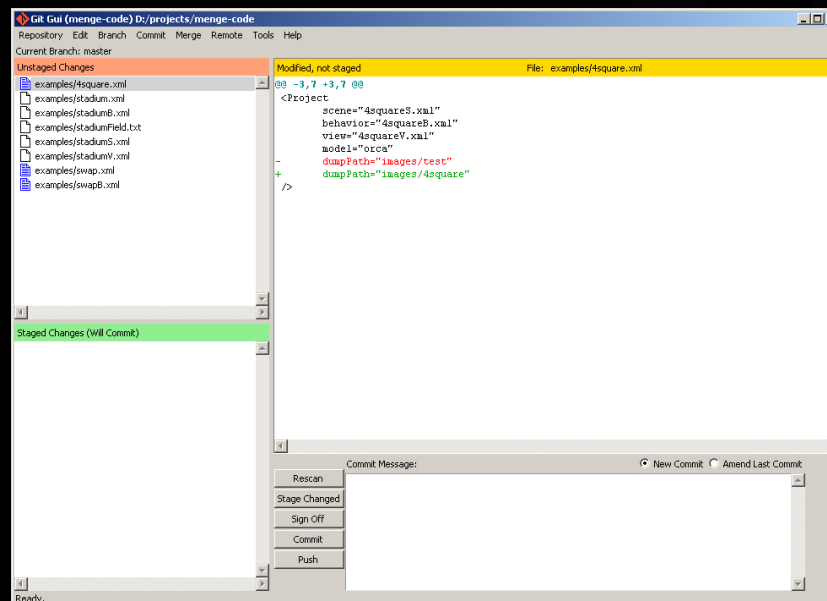 Git Gui (menge-code) D:/projects/menge-code
Repository Edit Branch Commit Merge Remote Tools Help
Current Branch: master
Unstaged Changes
examples/4square.xml
examples/stadium.xml
examples/stadiumB.xml
examples/stadiumField.txt
examples/stadiumS.xml
examples/stadiumV.xml
examples/swap.xml
examples/swapB.xml
Staged Changes (Will Commit)
Modified, not staged File: examples/4square.xml
@@ -3,7 +3,7 @@
<Project
scene="4squareS.xml"
behavior="4squareB.xml"
view="4squareV.xml"
model="orca"
- dumpPath="images/test"
+ dumpPath="images/4square"
/>
Commit Message: New Commit Amend Last Commit
Rescan
Stage Changed
Sign Off
Commit
Push
Ready.